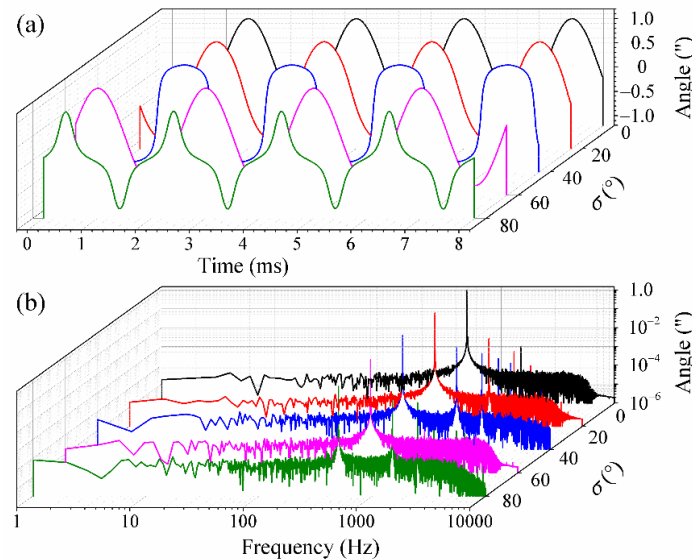 (a)
1.0
0.5
0
−0.5
−1.0
Angle (")
0
20
40
60
80
σ(°)
0 1 2 3 4 5 6 7 8
Time (ms)
(b)
1.0
10⁻²
10⁻⁴
10⁻⁶
Angle (")
0
20
40
60
80
σ(°)
1 10 100 1000 10000
Frequency (Hz)